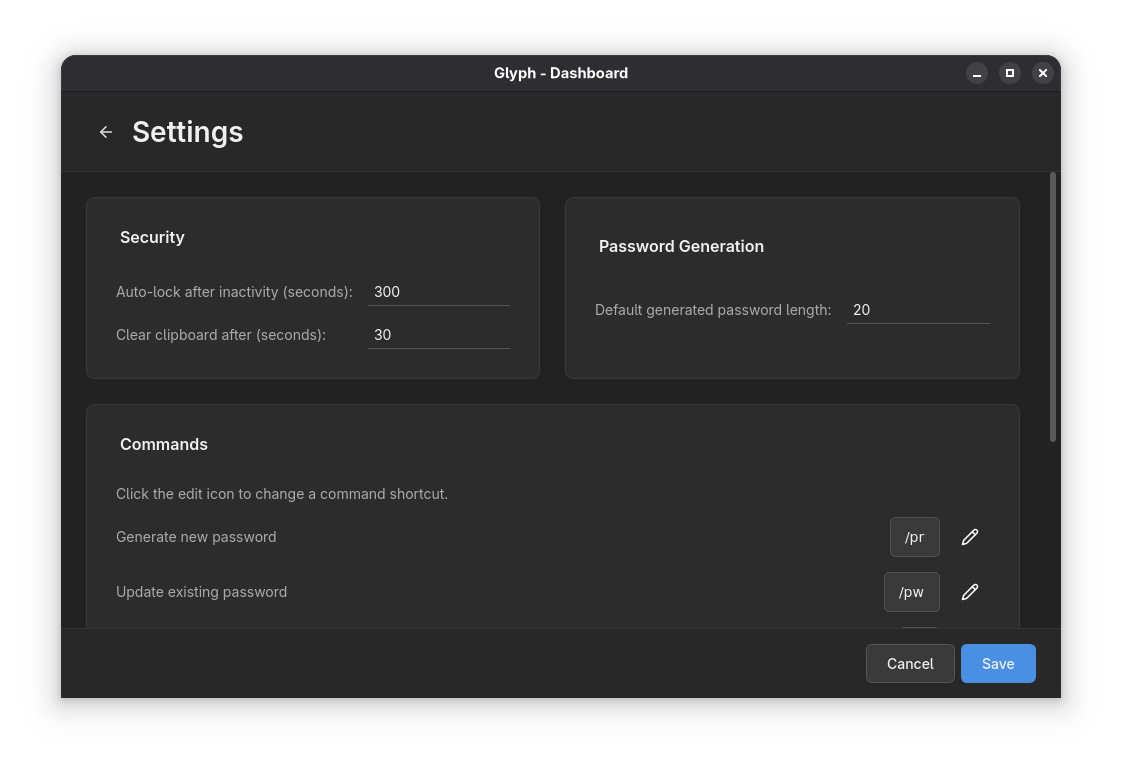 Glyph - Dashboard
Settings
Security
Auto-lock after inactivity (seconds): 300
Clear clipboard after (seconds): 30
Password Generation
Default generated password length: 20
Commands
Click the edit icon to change a command shortcut.
Generate new password /pr
Update existing password /pw
Cancel Save